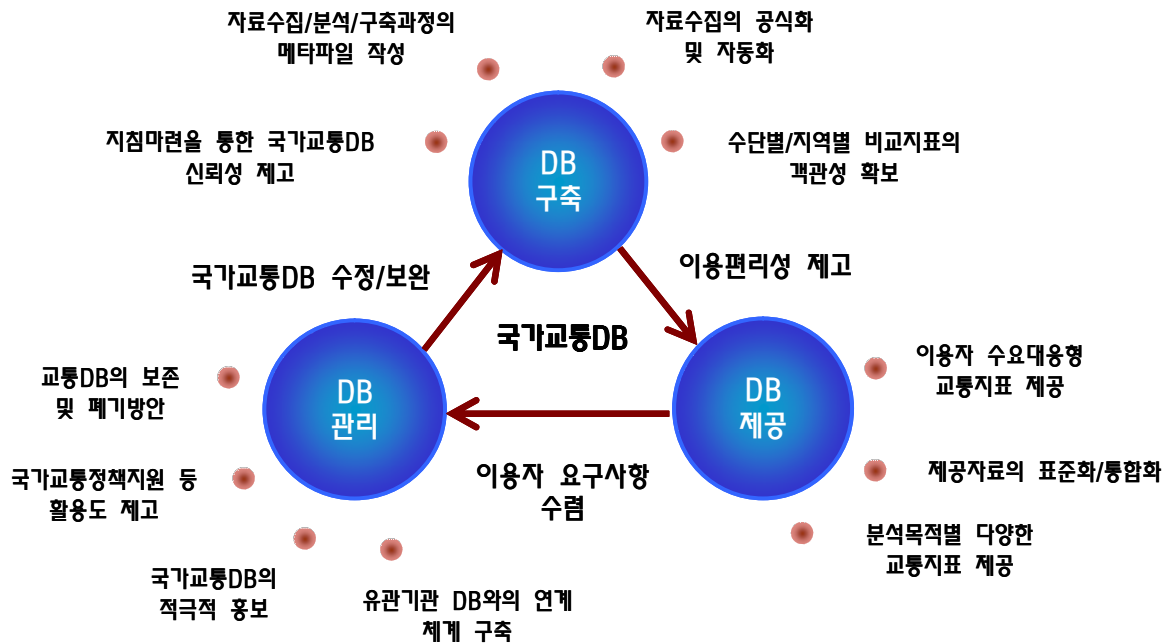 자료수집/분석/구축과정의
메타파일 작성
자료수집의 공식화
및 자동화
지침마련을 통한 국가교통DB
신뢰성 제고
수단별/지역별 비교지표의
객관성 확보
DB
구축
국가교통DB 수정/보완
이용편리성 제고
국가교통DB
교통DB의 보존
및 폐기방안
DB
관리
DB
제공
이용자 수요대응형
교통지표 제공
국가교통정책지원 등
활용도 제고
이용자 요구사항
수렴
제공자료의 표준화/통합화
분석목적별 다양한
교통지표 제공
국가교통DB의
적극적 홍보
유관기관 DB와의 연계
체계 구축